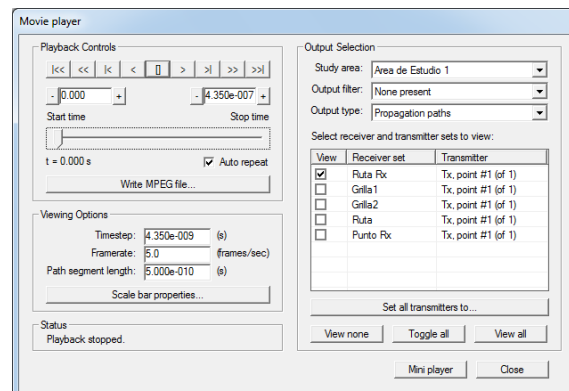 Movie player
Playback Controls
|<< << |< < [] > >| >> >>|
- 0.000 + - 4.350e-007 +
Start time Stop time
t = 0.000 s Auto repeat
Write MPEG file...
Viewing Options
Timestep: 4.350e-009 (s)
Framerate: 5.0 (frames/sec)
Path segment length: 5.000e-010 (s)
Scale bar properties...
Status
Playback stopped.
Output Selection
Study area: Area de Estudio 1
Output filter: None present
Output type: Propagation paths
Select receiver and transmitter sets to view:
View Receiver set Transmitter
Ruta Rx Tx, point #1 (of 1)
Grilla1 Tx, point #1 (of 1)
Grilla2 Tx, point #1 (of 1)
Ruta Tx, point #1 (of 1)
Punto Rx Tx, point #1 (of 1)
Set all transmitters to...
View none Toggle all View all
Mini player Close